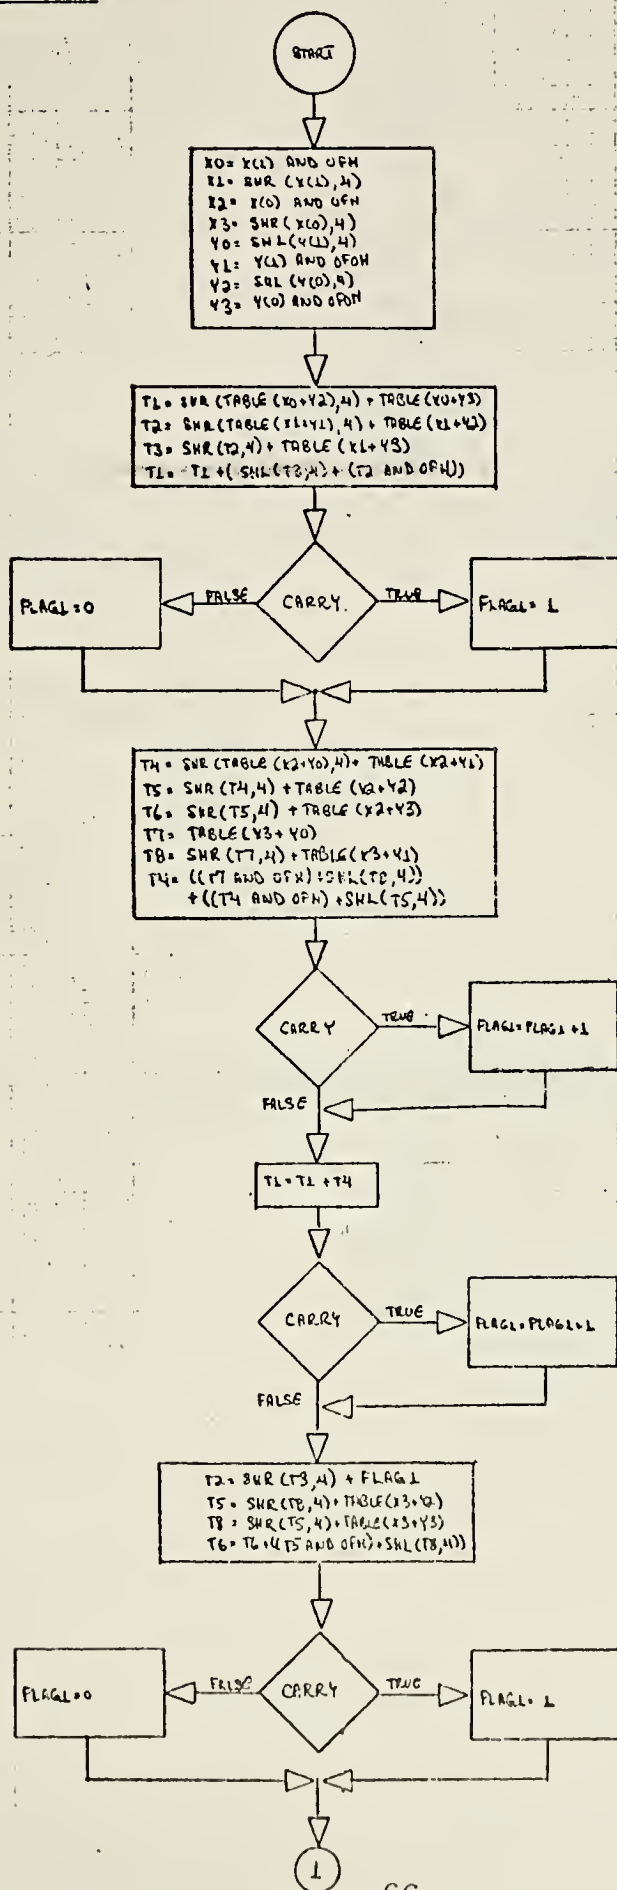 START
X0= X(1) AND 0FH
X1= SHR (X(1),4)
X2= X(0) AND 0FH
X3= SHR(X(0),4)
Y0= SHL(Y(1),4)
Y1= Y(1) AND 0F0H
Y2= SHL (Y(0),4)
Y3= Y(0) AND 0F0H
T1= SHR (TABLE (X0+Y2),4) + TABLE (X0+Y3)
T2= SHR(TABLE(X1+Y1),4) + TABLE(X1+Y2)
T3= SHR(T2,4) + TABLE(X1+Y3)
T1= T1 +( SHL(T3,4) + (T2 AND 0FH))
FALSE
CARRY.
TRUE
FLAG1=0
FLAG1= 1
T4= SHR (TABLE (X2+Y0),4)+ TABLE (X2+Y1)
T5= SHR(T4,4) +TABLE (X2+Y2)
T6= SHR(T5,4) +TABLE(X2+Y3)
T7= TABLE(X3+Y0)
T8= SHR(T7,4)+TABLE(X3+Y1)
T4= ((T7 AND 0FH)+SHL(T8,4))
+((T4 AND 0FH) +SHL(T5,4))
CARRY
TRUE
FLAG1=FLAG1+1
FALSE
T1=T1+T4
CARRY
TRUE
FLAG1=FLAG1+1
FALSE
T2= SHR(T3,4) + FLAG1
T5= SHR(T8,4)+TABLE(X3+Y2)
T8= SHR(T5,4)+TABLE(X3+Y3)
T6= T6+((T5 AND 0FH)+SHL(T8,4))
FALSE
CARRY
TRUE
FLAG1=0
FLAG1= 1
1